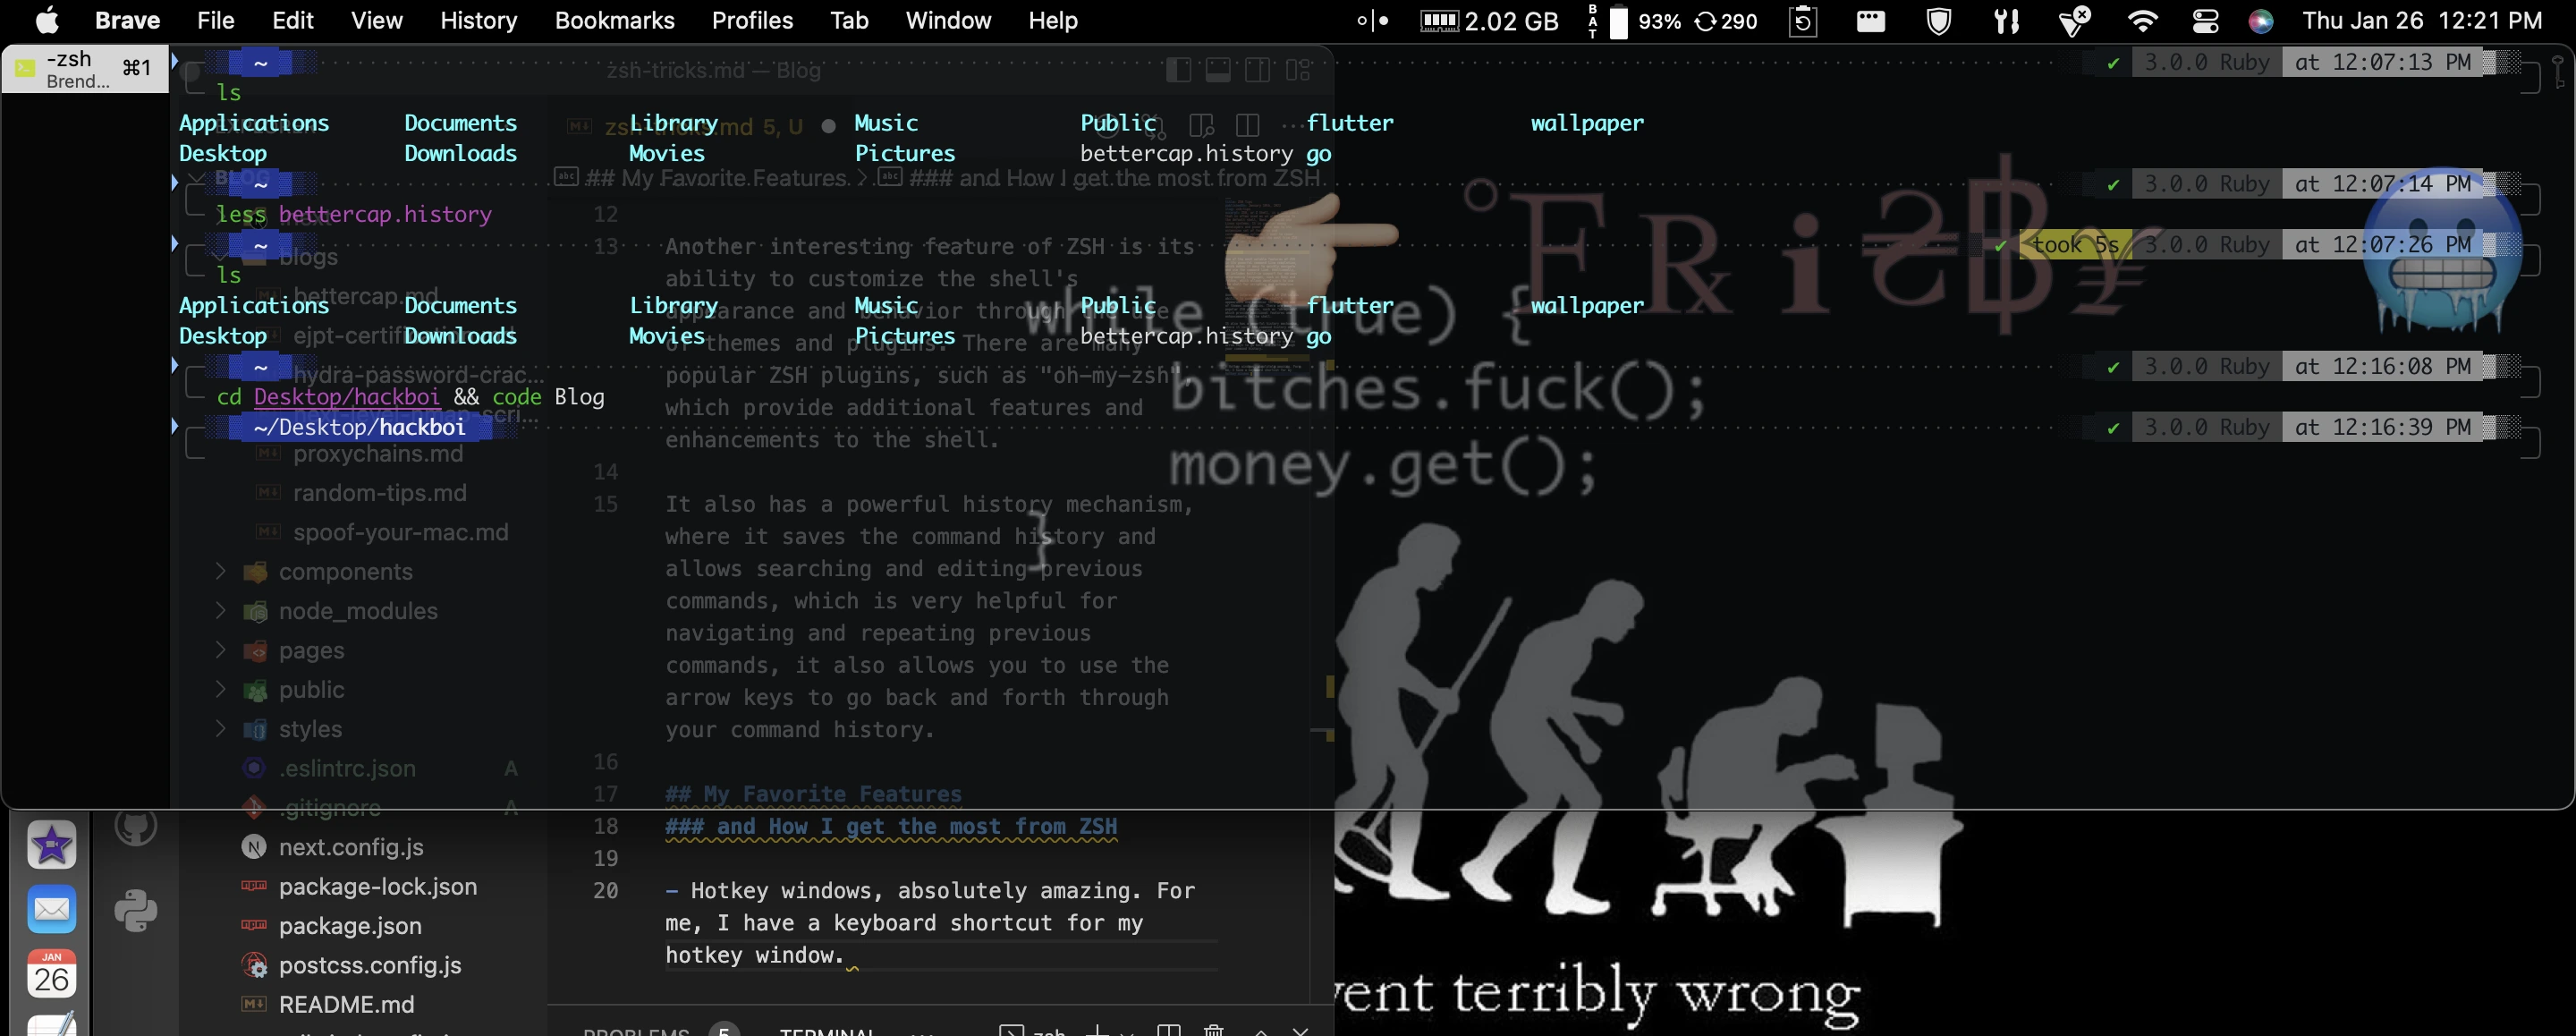 Brave File Edit View History Bookmarks Profiles Tab Window Help 2.02 GB BAT 93% 290 Thu Jan 26 12:21 PM
-zsh ⌘1
Brend...
~ ✔ 3.0.0 Ruby at 12:07:13 PM
zsh-tricks.md — Blog
ls
Applications Documents Library Music Public flutter wallpaper
zsh-tricks.md 5, U
Desktop Downloads Movies Pictures bettercap.history go
BLOG
## My Favorite Features > ### and How I get the most from ZSH
~ ✔ 3.0.0 Ruby at 12:07:14 PM
less bettercap.history
~ ✔ took 5s 3.0.0 Ruby at 12:07:26 PM
ls
Applications Documents Library Music Public flutter wallpaper
Desktop Downloads Movies Pictures bettercap.history go
~ ✔ 3.0.0 Ruby at 12:16:08 PM
cd Desktop/hackboi && code Blog
~/Desktop/hackboi ✔ 3.0.0 Ruby at 12:16:39 PM
blogs
bettercap.md
proxychains.md
random-tips.md
spoof-your-mac.md
components
node_modules
pages
public
styles
.eslintrc.json A
.gitignore A
next.config.js
package-lock.json
package.json
postcss.config.js
README.md
12
13 Another interesting feature of ZSH is its
ability to customize the shell's
appearance and behavior through the use
of themes and plugins. There are many
popular ZSH plugins, such as "oh-my-zsh",
which provide additional features and
enhancements to the shell.
14
15 It also has a powerful history mechanism,
where it saves the command history and
allows searching and editing previous
commands, which is very helpful for
navigating and repeating previous
commands, it also allows you to use the
arrow keys to go back and forth through
your command history.
16
17 ## My Favorite Features
18 ### and How I get the most from ZSH
19
20 - Hotkey windows, absolutely amazing. For
me, I have a keyboard shortcut for my
hotkey window.
PROBLEMS 5 TERMINAL ... zsh
while (true) {
bitches.fuck();
money.get();
}
went terribly wrong
JAN
26